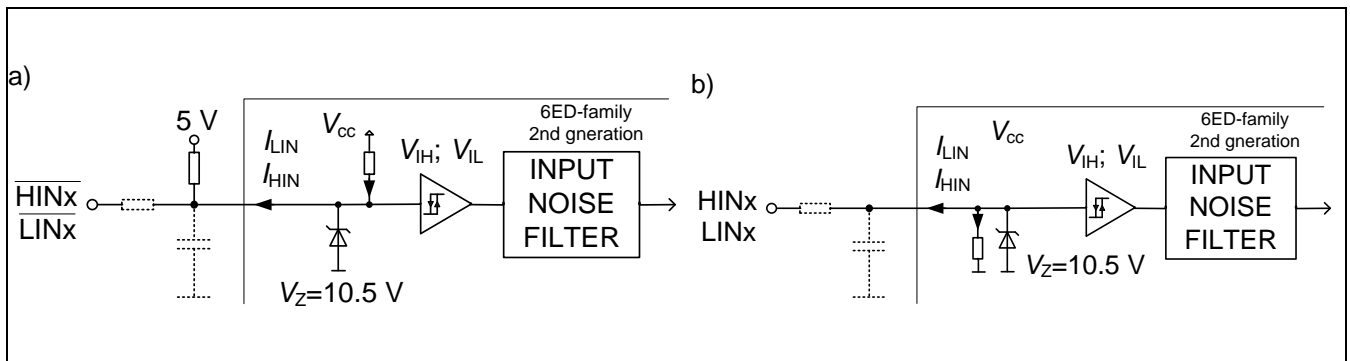 a)
5 V
HINx
LINx
ILIN
IHIN
Vcc
VIH; VIL
VZ=10.5 V
6ED-family
2nd gneration
INPUT
NOISE
FILTER
b)
HINx
LINx
ILIN
IHIN
Vcc
VIH; VIL
VZ=10.5 V
6ED-family
2nd gneration
INPUT
NOISE
FILTER